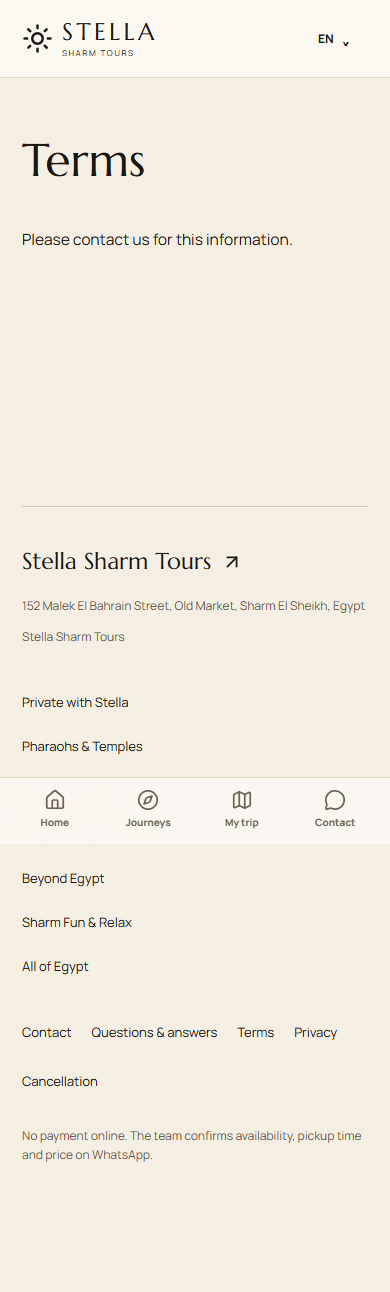 STELLA
SHARM TOURS
EN
Terms
Please contact us for this information.
Stella Sharm Tours
152 Malek El Bahrain Street, Old Market, Sharm El Sheikh, Egypt
Stella Sharm Tours
Private with Stella
Pharaohs & Temples
Home Journeys My trip Contact
Beyond Egypt
Sharm Fun & Relax
All of Egypt
Contact Questions & answers Terms Privacy
Cancellation
No payment online. The team confirms availability, pickup time
and price on WhatsApp.